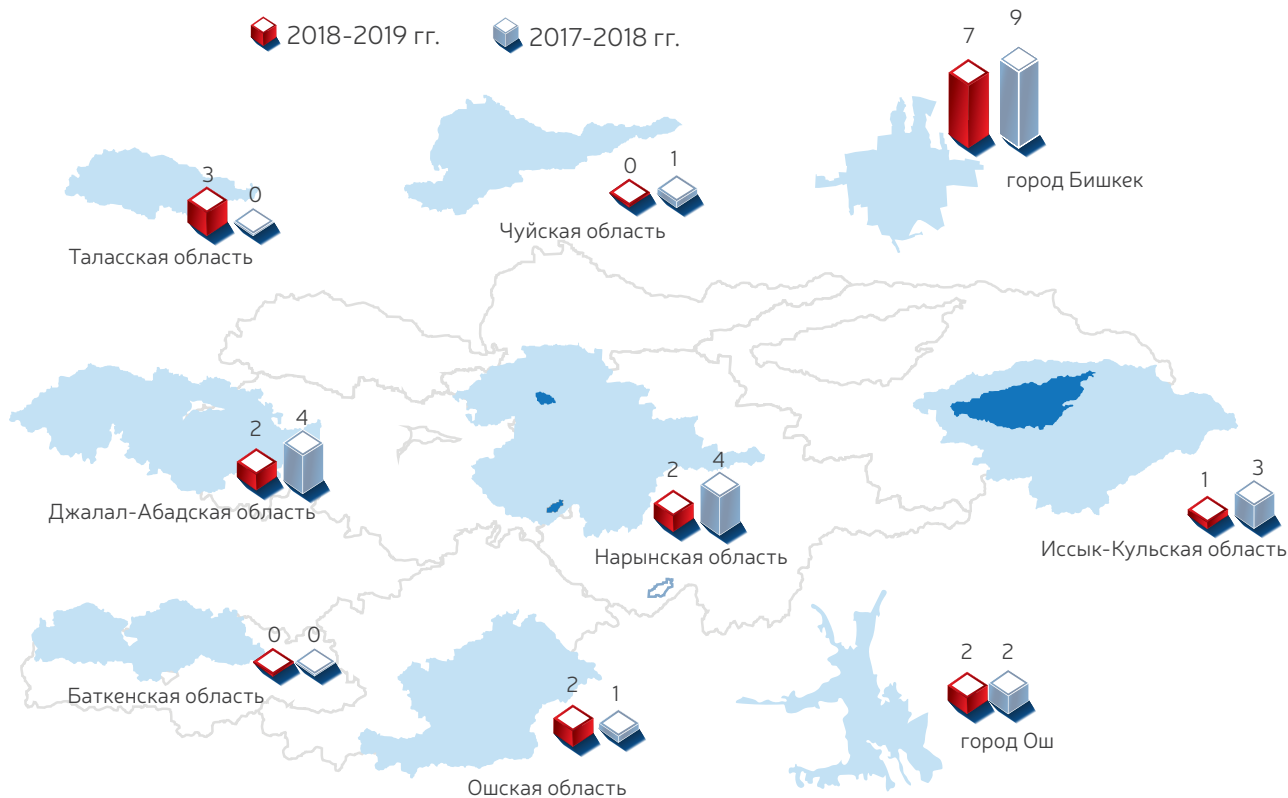 2018-2019 гг.
2017-2018 гг.
7
9
город Бишкек
3
0
Таласская область
0
1
Чуйская область
2
4
Джалал-Абадская область
2
4
Нарынская область
1
3
Иссык-Кульская область
0
0
Баткенская область
2
1
Ошская область
2
2
город Ош